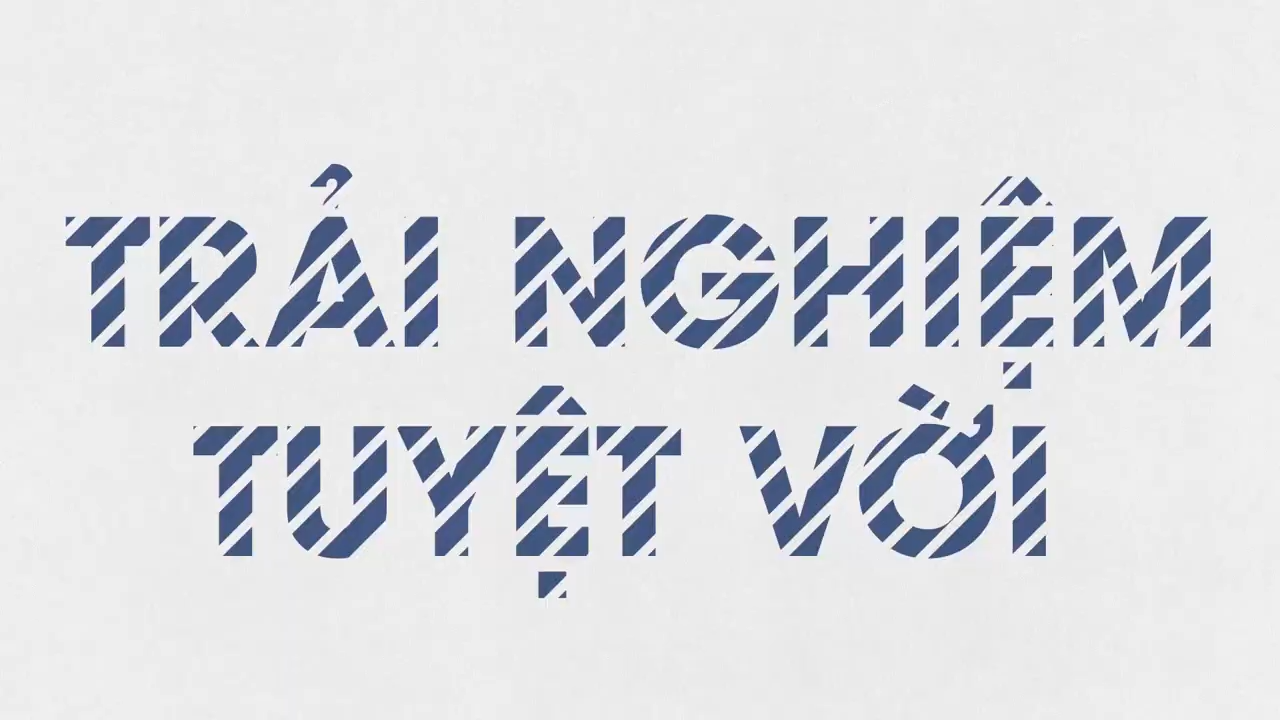 TRẢI NGHIỆM
TUYỆT VỜI